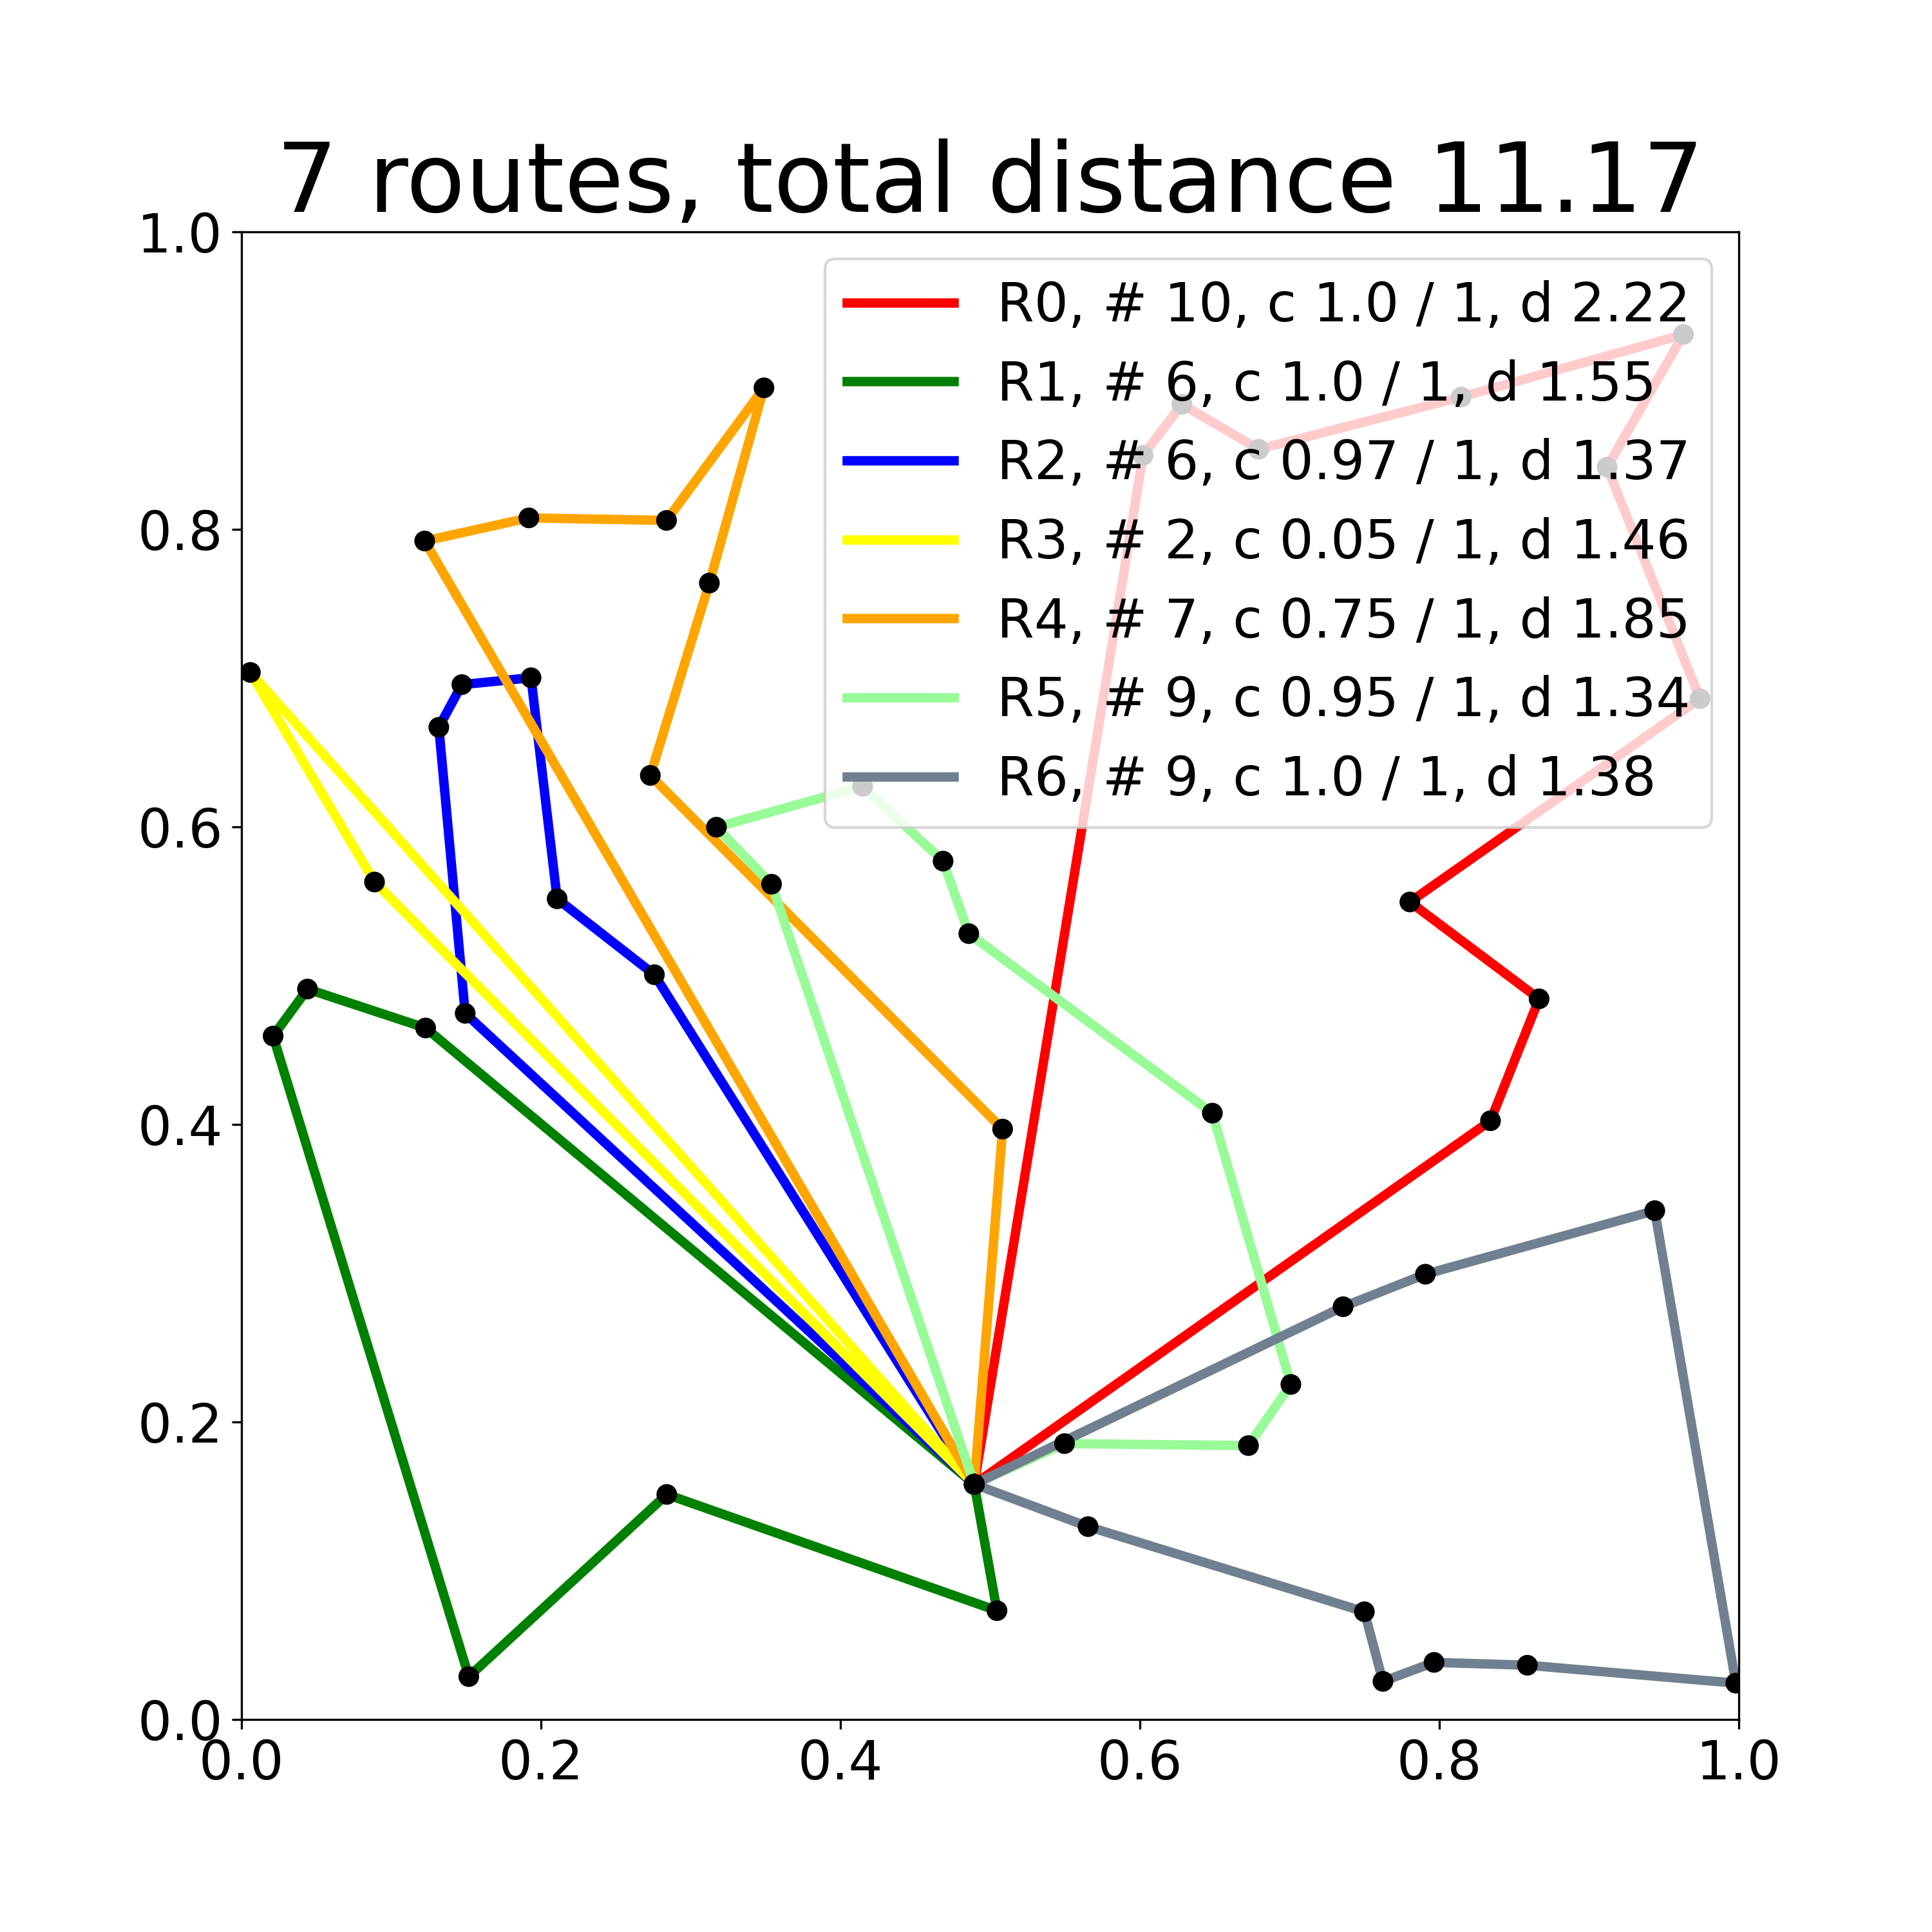 7 routes, total distance 11.17
R0, # 10, c 1.0 / 1, d 2.22
R1, # 6, c 1.0 / 1, d 1.55
R2, # 6, c 0.97 / 1, d 1.37
R3, # 2, c 0.05 / 1, d 1.46
R4, # 7, c 0.75 / 1, d 1.85
R5, # 9, c 0.95 / 1, d 1.34
R6, # 9, c 1.0 / 1, d 1.38
1.0
0.8
0.6
0.4
0.2
0.0
0.0 0.2 0.4 0.6 0.8 1.0